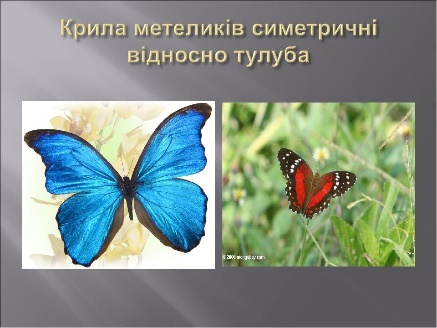 Крила метеликів симетричні
відносно тулуба